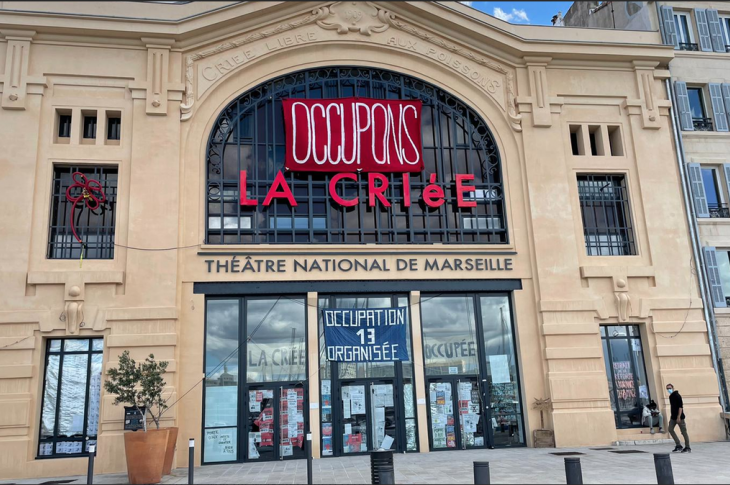 CRIÉE LIBRE AUX POISSONS
OCCUPONS
LA CRIéE
THÉÂTRE NATIONAL DE MARSEILLE
OCCUPATION
13
ORGANISÉE
LA CRIÉE
OCCUPÉE